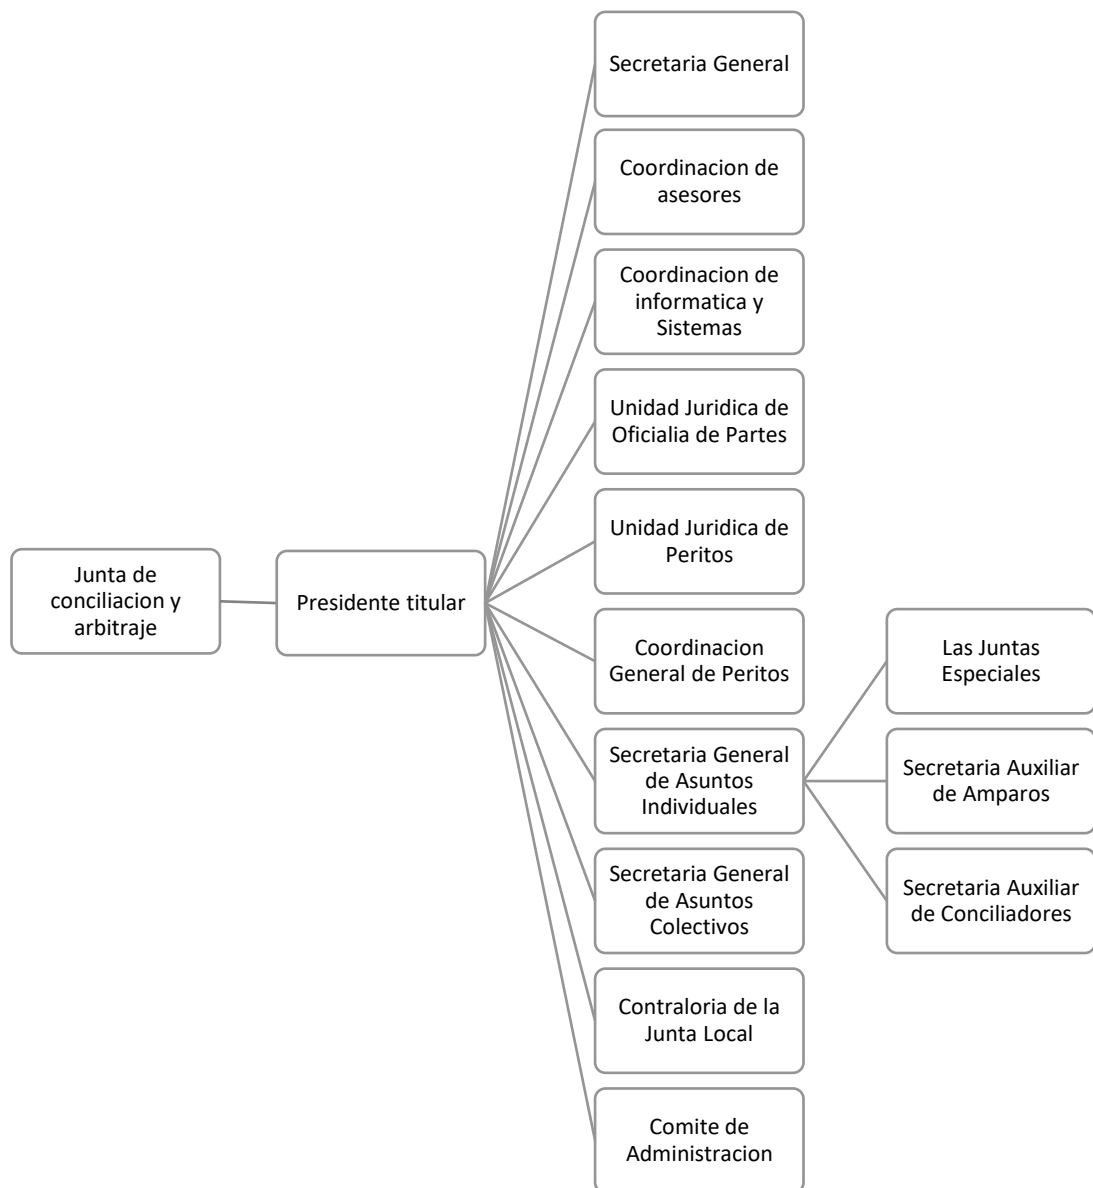 Junta de
conciliacion y
arbitraje
Presidente titular
Secretaria General
Coordinacion de
asesores
Coordinacion de
informatica y
Sistemas
Unidad Juridica de
Oficialia de Partes
Unidad Juridica de
Peritos
Coordinacion
General de Peritos
Secretaria General
de Asuntos
Individuales
Las Juntas
Especiales
Secretaria Auxiliar
de Amparos
Secretaria Auxiliar
de Conciliadores
Secretaria General
de Asuntos
Colectivos
Contraloria de la
Junta Local
Comite de
Administracion